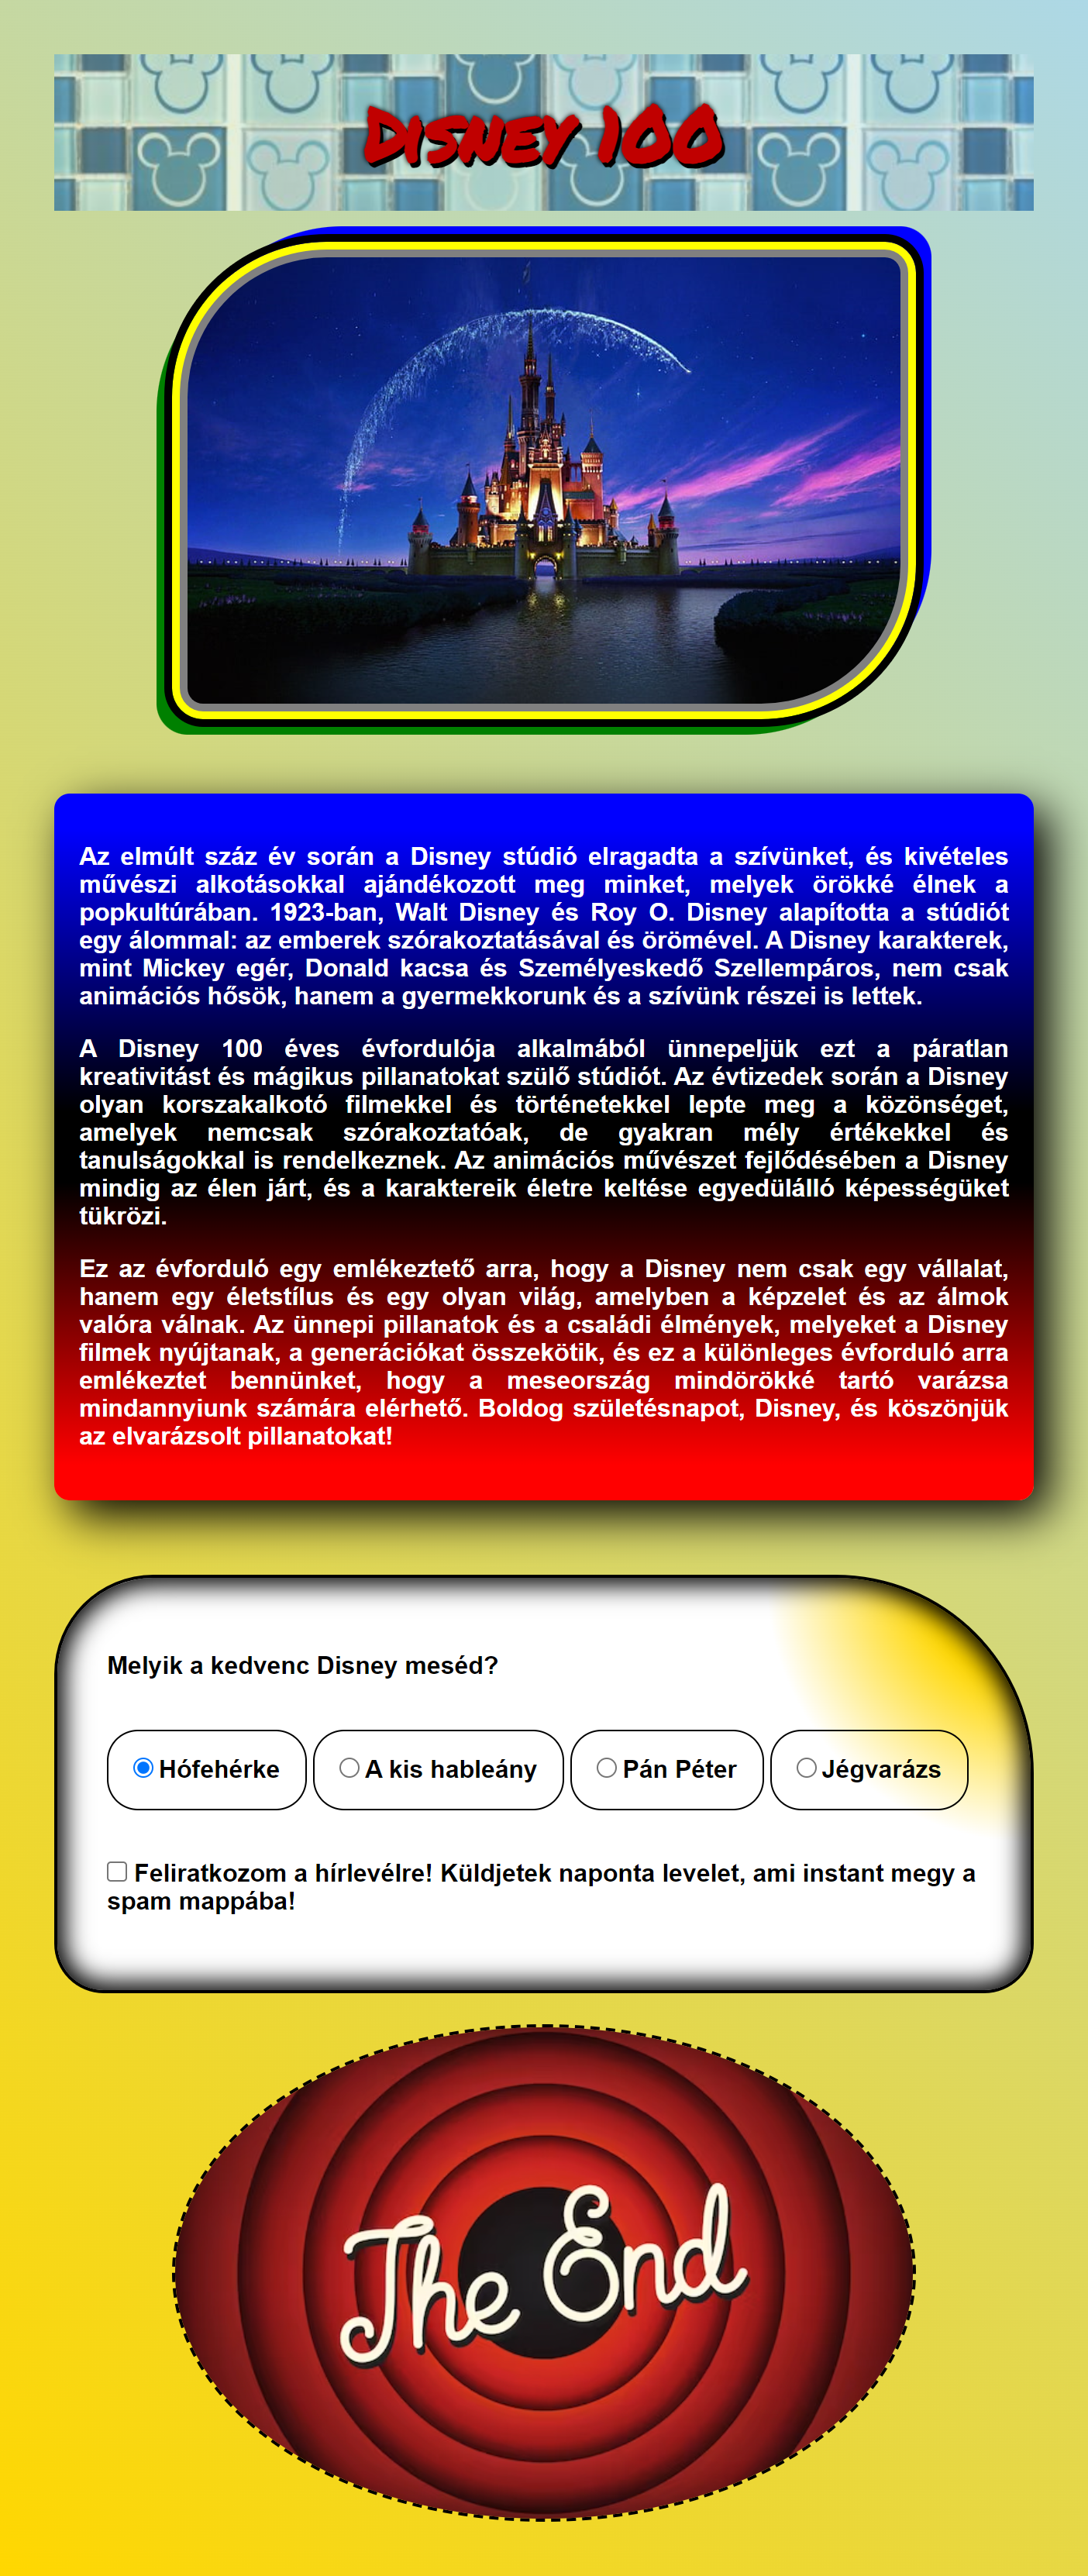 Disney 100
Az elmúlt száz év során a Disney stúdió elragadta a szívünket, és kivételes
művészi alkotásokkal ajándékozott meg minket, melyek örökké élnek a
popkultúrában. 1923-ban, Walt Disney és Roy O. Disney alapította a stúdiót
egy álommal: az emberek szórakoztatásával és örömével. A Disney karakterek,
mint Mickey egér, Donald kacsa és Személyeskedő Szellempáros, nem csak
animációs hősök, hanem a gyermekkorunk és a szívünk részei is lettek.
A Disney 100 éves évfordulója alkalmából ünnepeljük ezt a páratlan
kreativitást és mágikus pillanatokat szülő stúdiót. Az évtizedek során a Disney
olyan korszakalkotó filmekkel és történetekkel lepte meg a közönséget,
amelyek nemcsak szórakoztatóak, de gyakran mély értékekkel és
tanulságokkal is rendelkeznek. Az animációs művészet fejlődésében a Disney
mindig az élen járt, és a karaktereik életre keltése egyedülálló képességüket
tükrözi.
Ez az évforduló egy emlékeztető arra, hogy a Disney nem csak egy vállalat,
hanem egy életstílus és egy olyan világ, amelyben a képzelet és az álmok
valóra válnak. Az ünnepi pillanatok és a családi élmények, melyeket a Disney
filmek nyújtanak, a generációkat összekötik, és ez a különleges évforduló arra
emlékeztet bennünket, hogy a meseország mindörökké tartó varázsa
mindannyiunk számára elérhető. Boldog születésnapot, Disney, és köszönjük
az elvarázsolt pillanatokat!
Melyik a kedvenc Disney meséd?
Hófehérke A kis hableány Pán Péter Jégvarázs
Feliratkozom a hírlevélre! Küldjetek naponta levelet, ami instant megy a
spam mappába!
The End